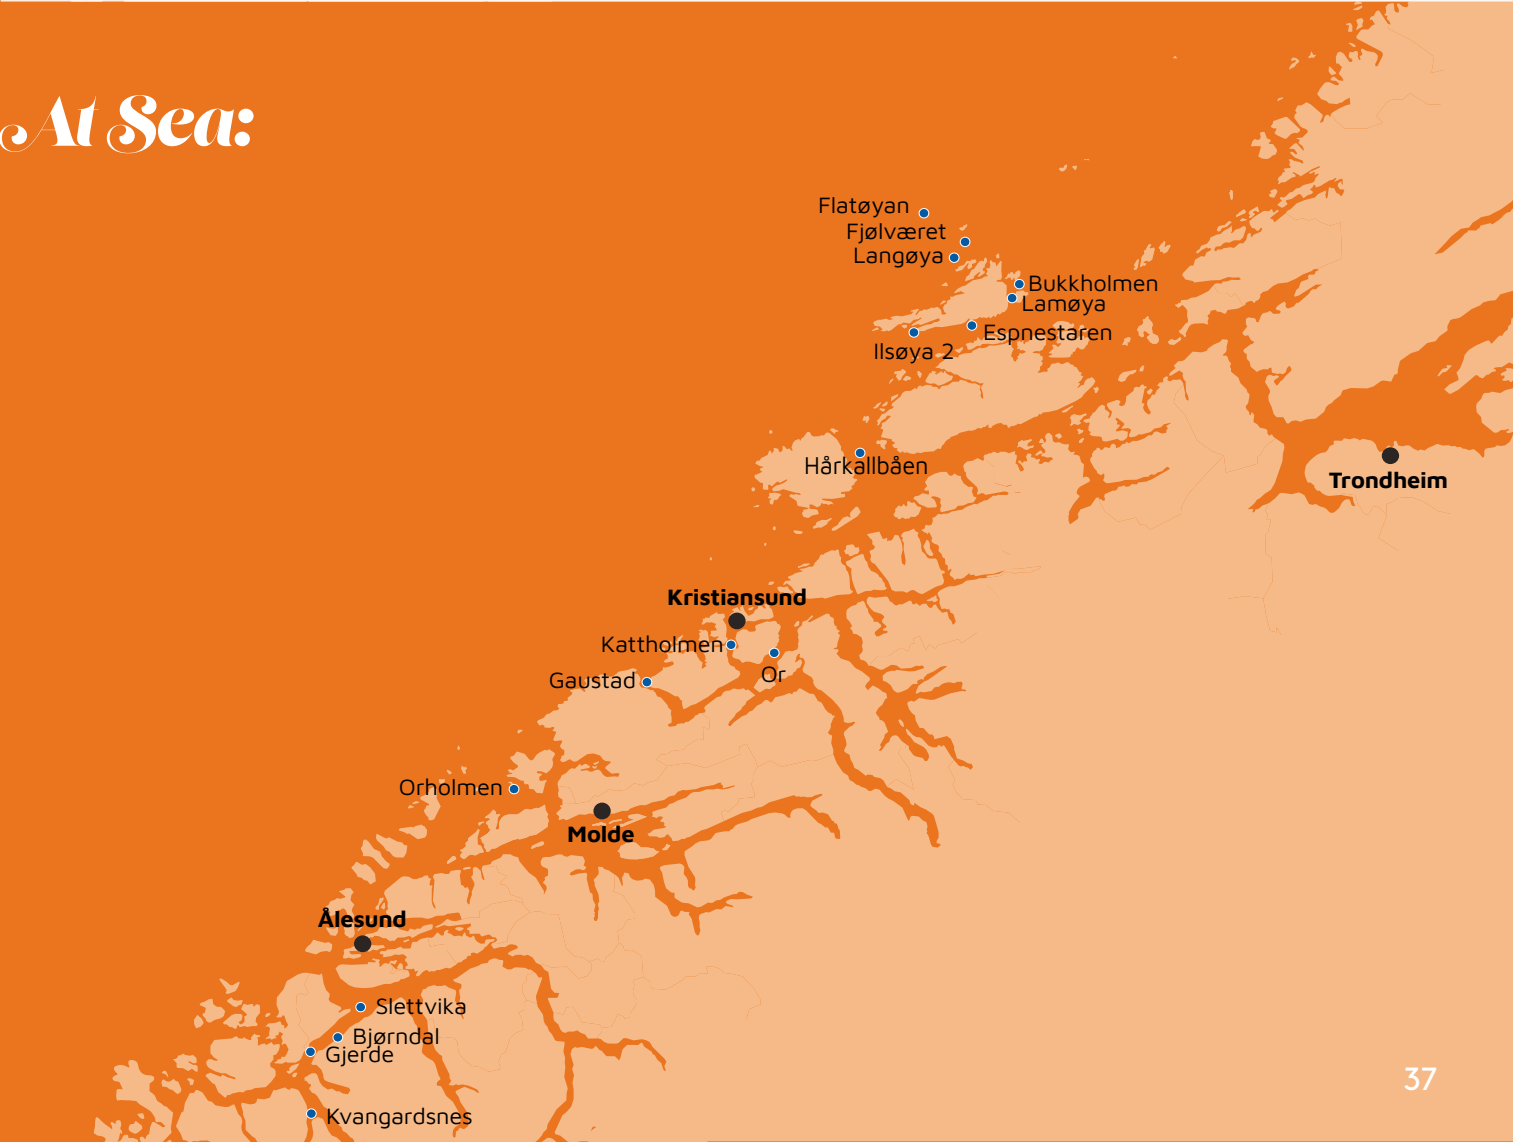 At Sea:
Flatøyan
Fjølværet
Langøya
Bukkholmen
Lamøya
Espnestaren
Ilsøya 2
Hårkallbåen
Trondheim
Kristiansund
Kattholmen
Or
Gaustad
Orholmen
Molde
Ålesund
Slettvika
Bjørndal
Gjerde
37
Kvangardsnes